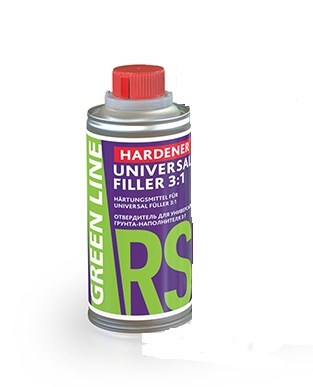 GREEN LINE
HARDENER
UNIVERSAL
FILLER 3:1
HÄRTUNGSMITTEL FÜR
UNIVERSAL FÜLLER 3:1
ОТВЕРДИТЕЛЬ ДЛЯ
ГРУНТА-НАПОЛНИТЕЛЯ 3:1
RS